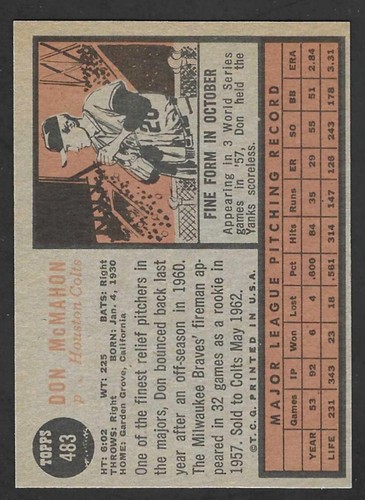 TOPPS
483
DON McMAHON
P Houston Colts
HT: 6:02 WT: 225 BATS: Right
THROWS: Right BORN: Jan. 4, 1930
HOME: Garden Grove, California
One of the finest relief pitchers in
the majors, Don bounced back last
year after an off-season in 1960.
The Milwaukee Braves' fireman ap-
peared in 32 games as a rookie in
1957. Sold to Colts May 1962.
©T.C.G. PRINTED IN U.S.A.
20
FINE FORM IN OCTOBER
Appearing in 3 World Series
games in '57, Don held the
Yanks scoreless.
MAJOR LEAGUE PITCHING RECORD
Games IP Won Lost Pct Hits Runs ER SO BB ERA
YEAR 53 92 6 4 .600 84 35 29 55 51 2.84
LIFE 231 343 23 18 .561 314 147 126 243 178 3.31